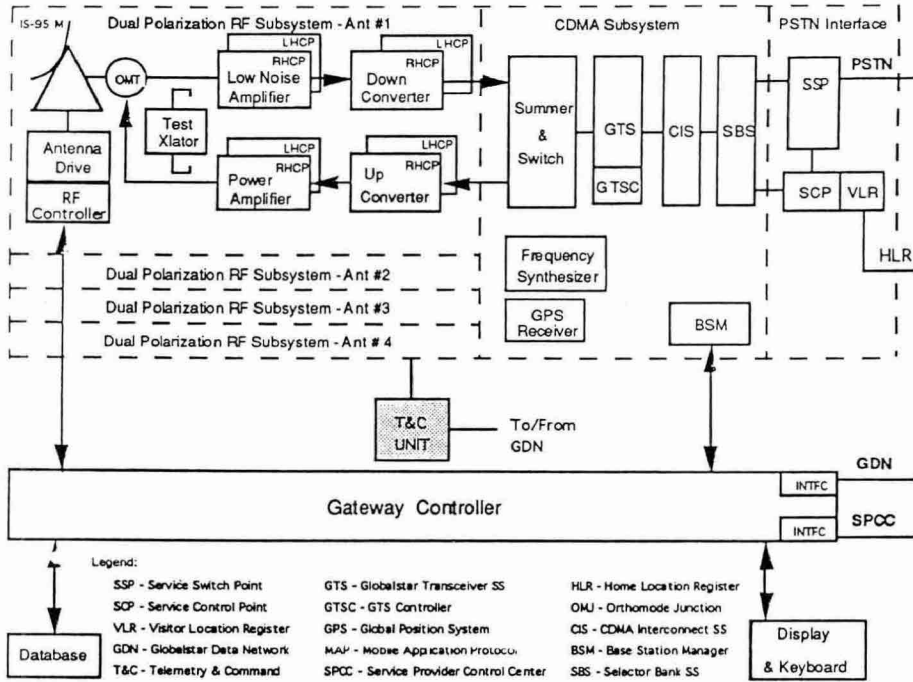 IS-95 M
Dual Polarization RF Subsystem - Ant #1
CDMA Subsystem
PSTN Interface
OMT
LHCP
RHCP
Low Noise
Amplifier
LHCP
RHCP
Down
Converter
Summer
&
Switch
GTS
GTSC
CIS
SBS
SSP
PSTN
Test
Xlator
Antenna
Drive
RF
Controller
LHCP
RHCP
Power
Amplifier
LHCP
RHCP
Up
Converter
SCP
VLR
HLR
Frequency
Synthesizer
GPS
Receiver
BSM
Dual Polarization RF Subsystem - Ant #2
Dual Polarization RF Subsystem - Ant #3
Dual Polarization RF Subsystem - Ant # 4
T&C
UNIT
To/From
GDN
Gateway Controller
INTFC
GDN
INTFC
SPCC
Legend:
SSP - Service Switch Point
SCP - Service Control Point
VLR - Visitor Location Register
GDN - Globalstar Data Network
T&C - Telemetry & Command
GTS - Globalstar Transceiver SS
GTSC - GTS Controller
GPS - Global Position System
MAP - Mobile Application Protocol
SPCC - Service Provider Control Center
HLR - Home Location Register
OMJ - Orthomode Junction
CIS - CDMA Interconnect SS
BSM - Base Station Manager
SBS - Selector Bank SS
Database
Display
& Keyboard